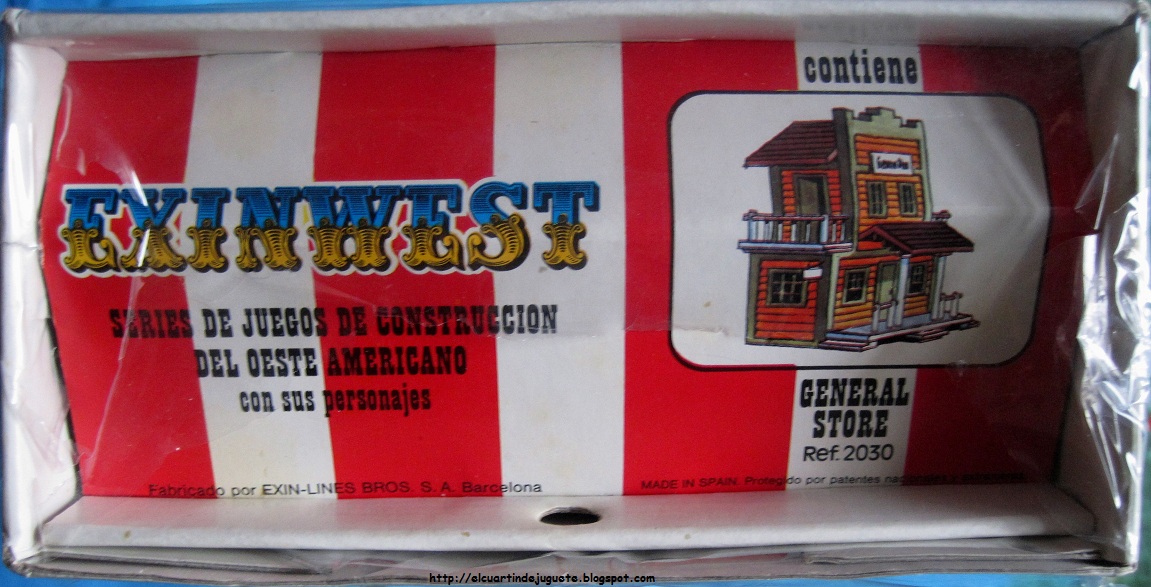 contiene
EXINWEST
SERIES DE JUEGOS DE CONSTRUCCION
DEL OESTE AMERICANO
con sus personajes
GENERAL
STORE
Ref. 2030
Fabricado por EXIN-LINES BROS. S. A. Barcelona
MADE IN SPAIN. Protegido por patentes
http://elcuartindejuguete.blogspot.com